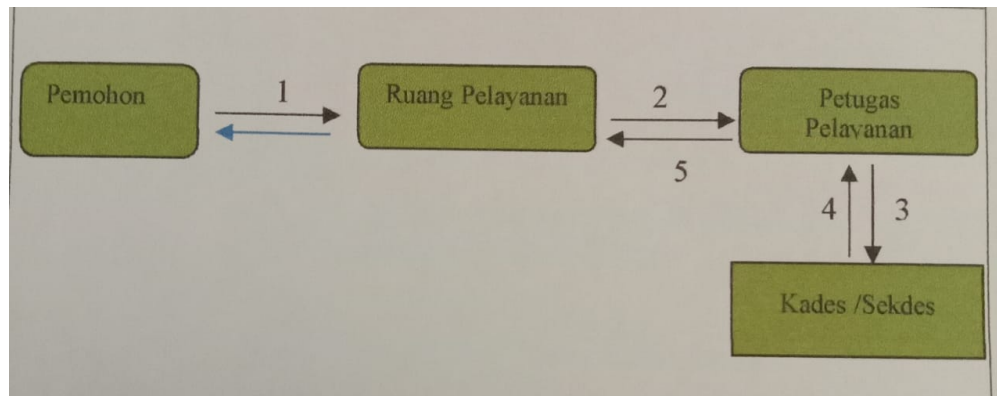 Pemohon
1
Ruang Pelayanan
2
5
Petugas
Pelayanan
4
3
Kades /Sekdes